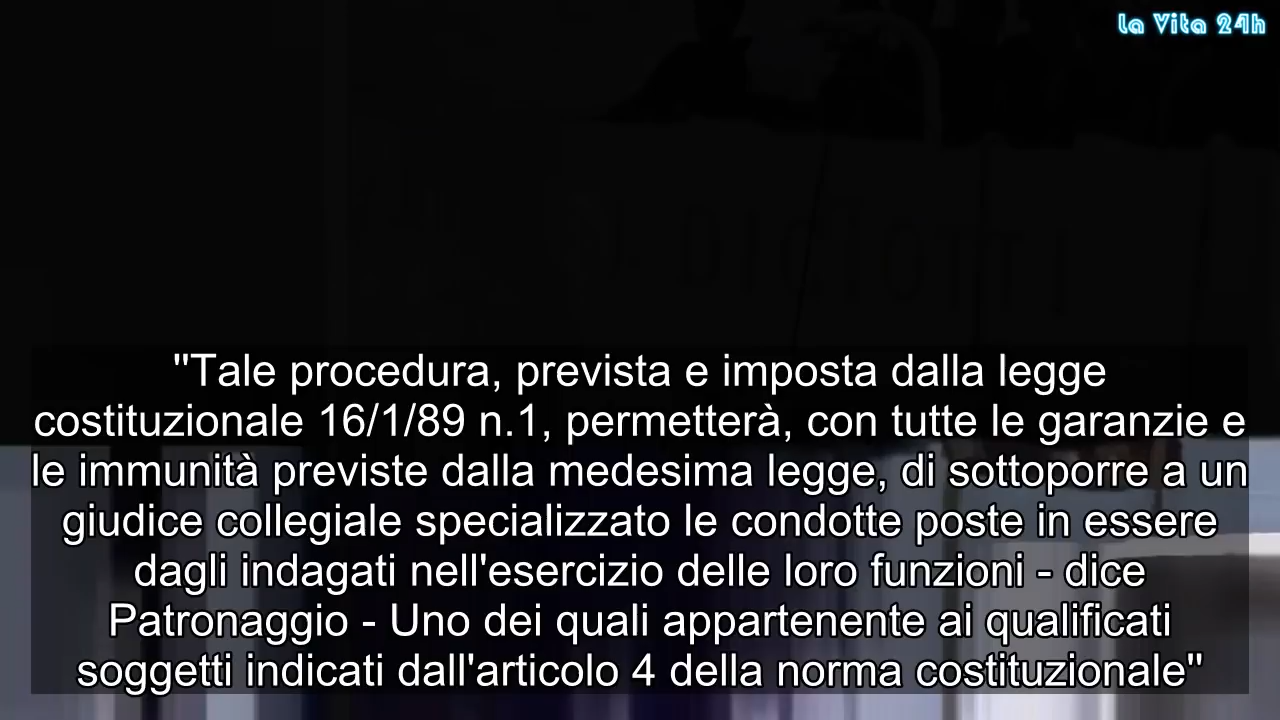 La Vita 24h
"Tale procedura, prevista e imposta dalla legge
costituzionale 16/1/89 n.1, permetterà, con tutte le garanzie e
le immunità previste dalla medesima legge, di sottoporre a un
giudice collegiale specializzato le condotte poste in essere
dagli indagati nell'esercizio delle loro funzioni - dice
Patronaggio - Uno dei quali appartenente ai qualificati
soggetti indicati dall'articolo 4 della norma costituzionale"